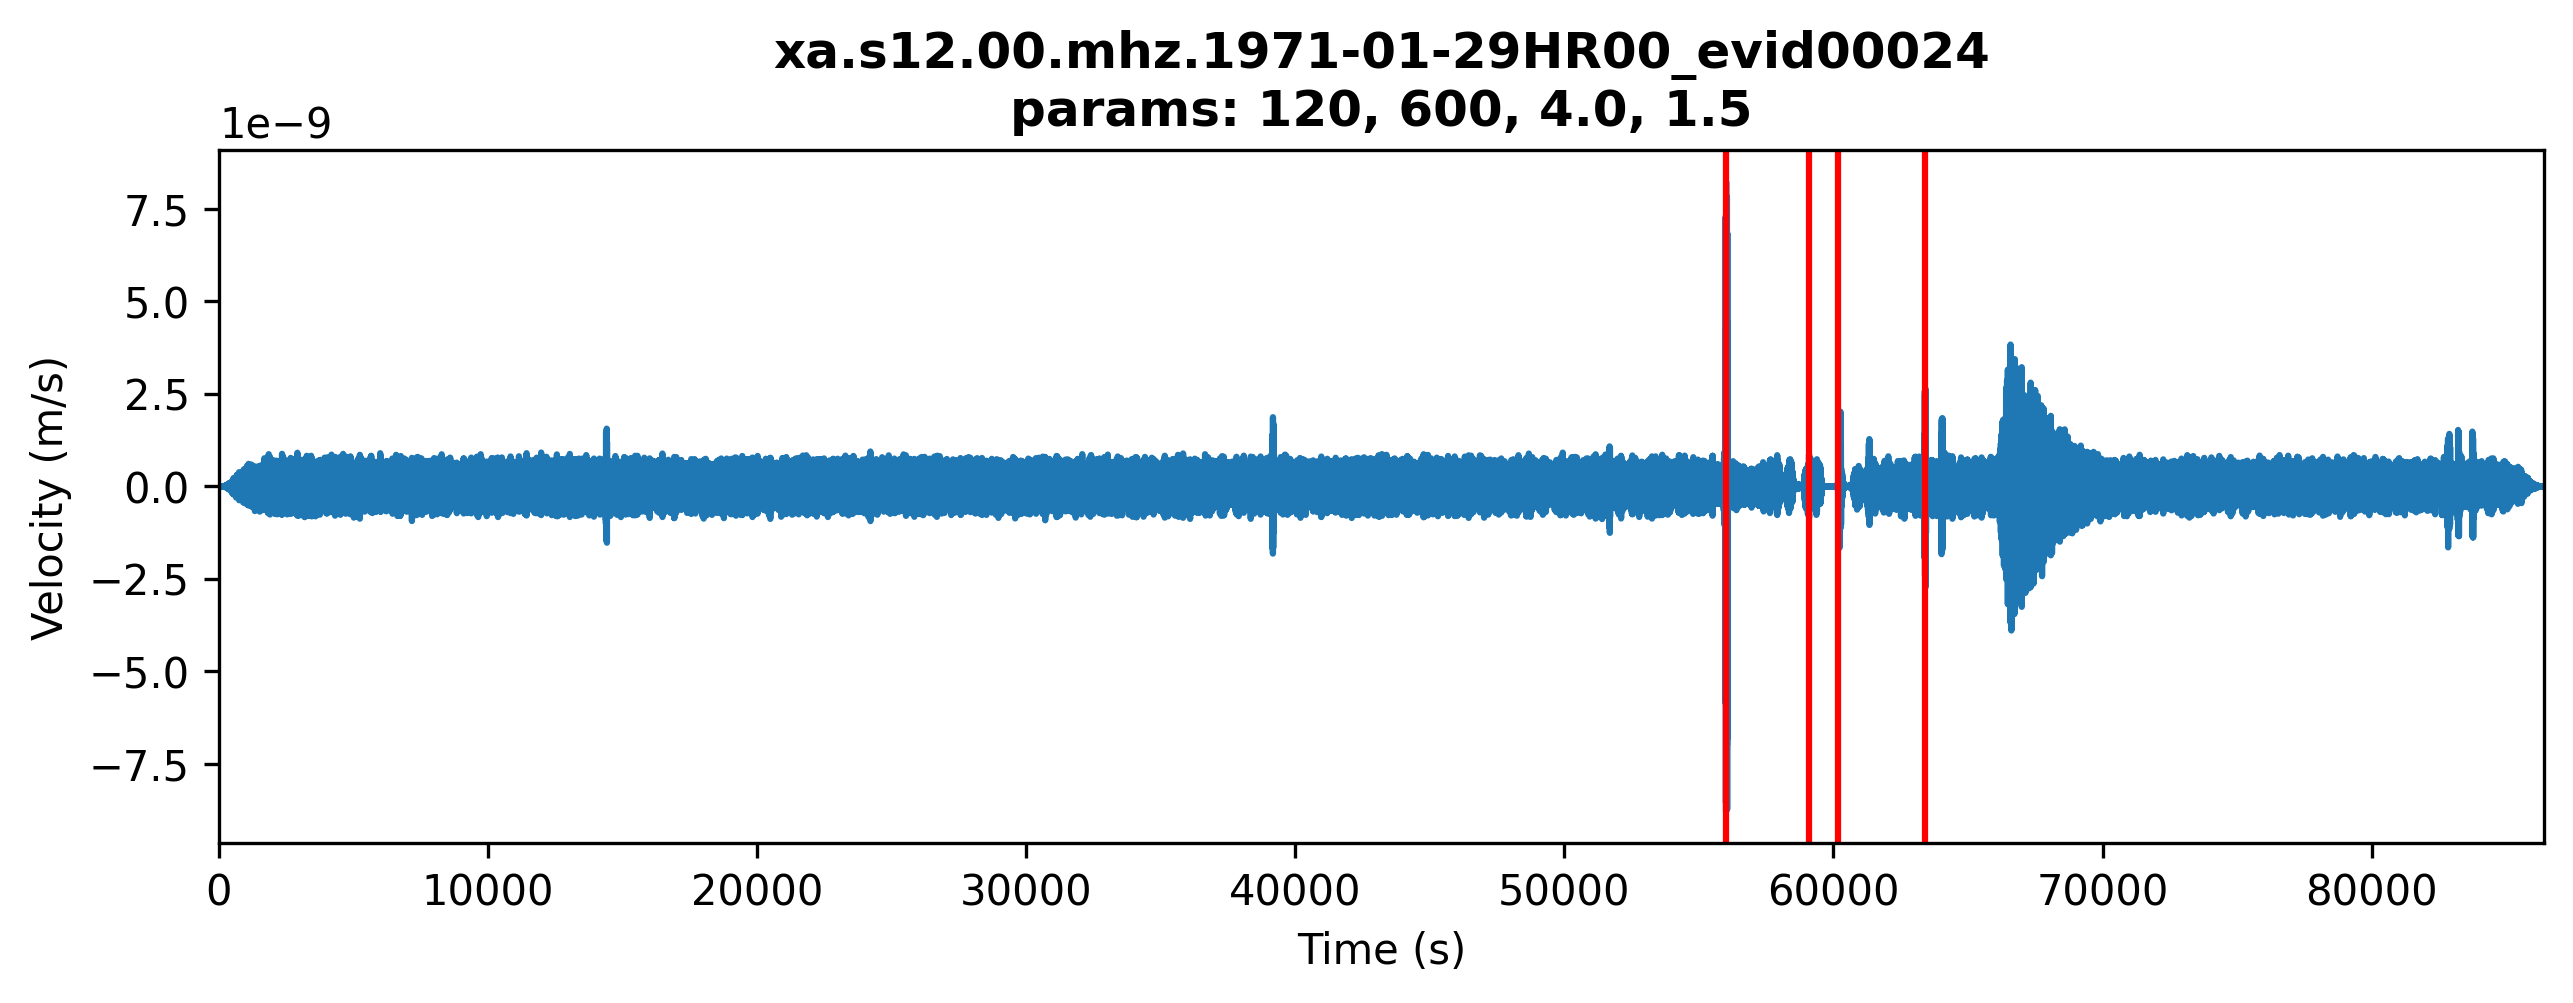 xa.s12.00.mhz.1971-01-29HR00_evid00024
params: 120, 600, 4.0, 1.5
1e−9
7.5
5.0
2.5
0.0
−2.5
−5.0
−7.5
Velocity (m/s)
0 10000 20000 30000 40000 50000 60000 70000 80000
Time (s)